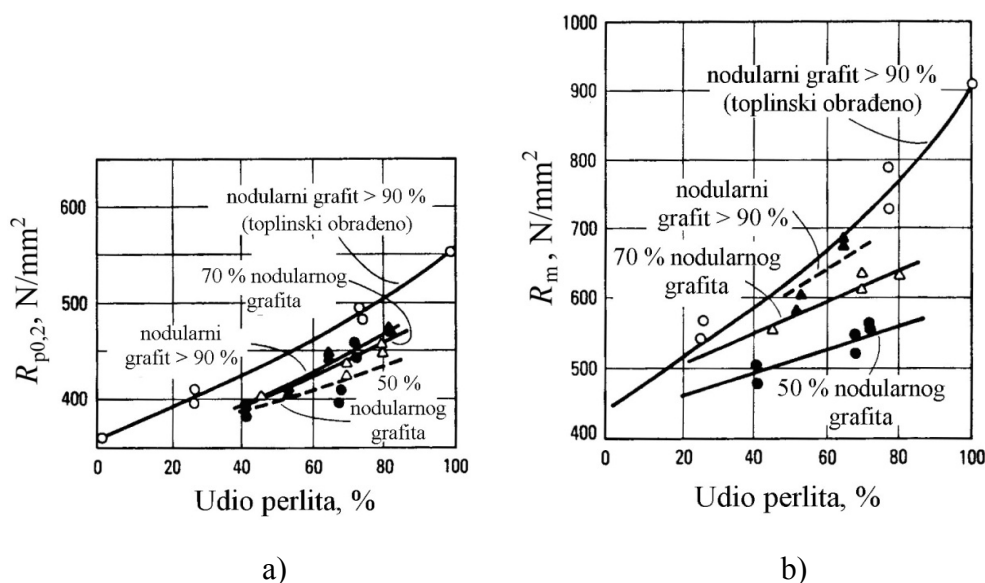 R_p0,2, N/mm²
600
500
400
nodularni grafit > 90 %
(toplinski obrađeno)
70 % nodularnog
grafita
nodularni
grafit > 90 %
50 %
nodularnog
grafita
0 20 40 60 80 100
Udio perlita, %
a)
R_m, N/mm²
1000
900
800
700
600
500
400
nodularni grafit > 90 %
(toplinski obrađeno)
nodularni
grafit > 90 %
70 % nodularnog
grafita
50 % nodularnog
grafita
0 20 40 60 80 100
Udio perlita, %
b)